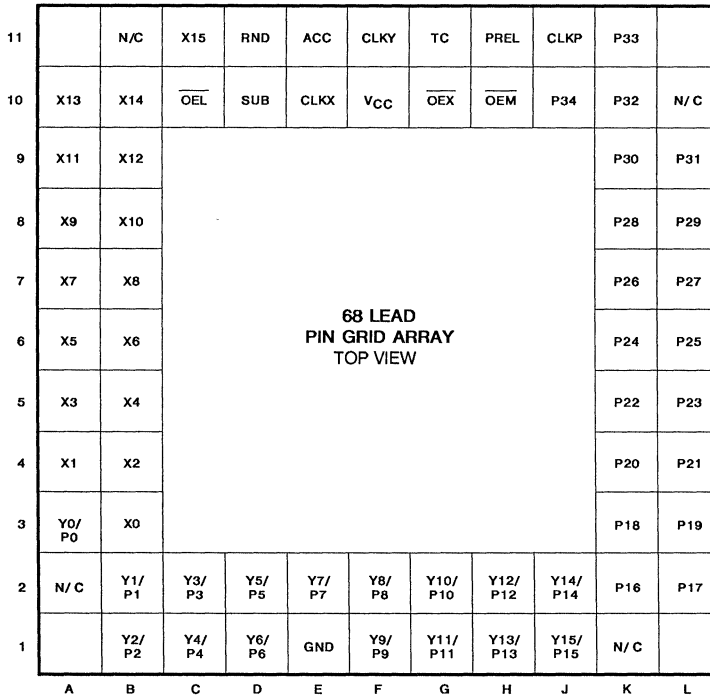 11 N/C X15 RND ACC CLKY TC PREL CLKP P33
10 X13 X14 OEL SUB CLKX VCC OEX OEM P34 P32 N/C
9 X11 X12 P30 P31
8 X9 X10 P28 P29
7 X7 X8 P26 P27
68 LEAD
6 X5 X6 PIN GRID ARRAY P24 P25
TOP VIEW
5 X3 X4 P22 P23
4 X1 X2 P20 P21
3 Y0/ X0 P18 P19
P0
2 N/C Y1/ Y3/ Y5/ Y7/ Y8/ Y10/ Y12/ Y14/ P16 P17
P1 P3 P5 P7 P8 P10 P12 P14
1 Y2/ Y4/ Y6/ GND Y9/ Y11/ Y13/ Y15/ N/C
P2 P4 P6 P9 P11 P13 P15
A B C D E F G H J K L